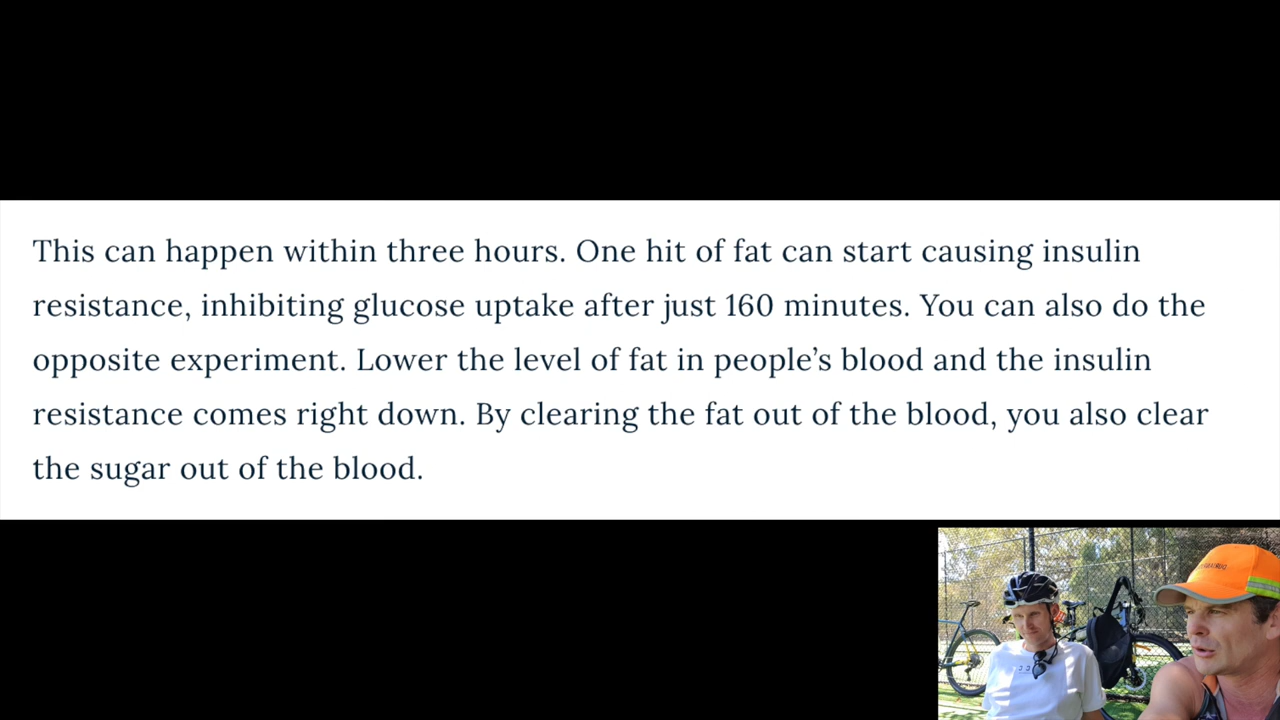 This can happen within three hours. One hit of fat can start causing insulin
resistance, inhibiting glucose uptake after just 160 minutes. You can also do the
opposite experiment. Lower the level of fat in people’s blood and the insulin
resistance comes right down. By clearing the fat out of the blood, you also clear
the sugar out of the blood.